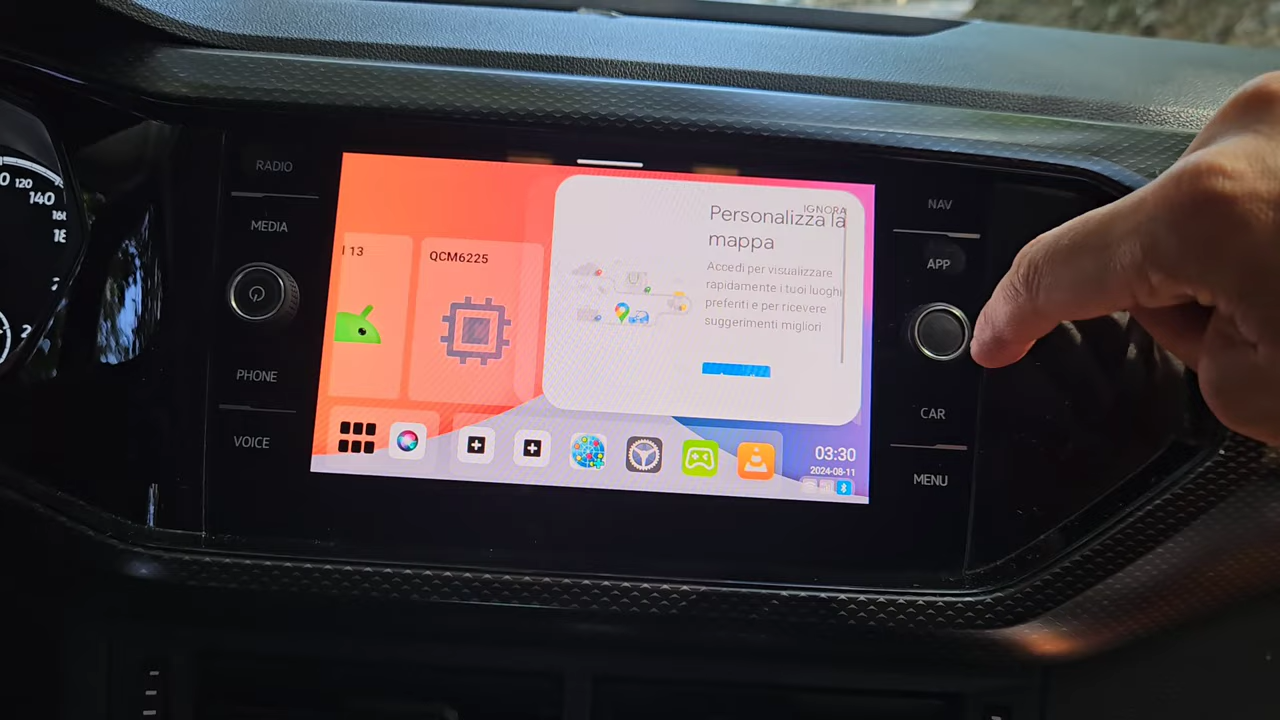 RADIO
MEDIA
PHONE
VOICE
120
140
QCM6225
IGNORA
Personalizza la
mappa
Accedi per visualizzare
rapidamente i tuoi luoghi
preferiti e per ricevere
suggerimenti migliori
03:30
2024-08-11
NAV
APP
CAR
MENU